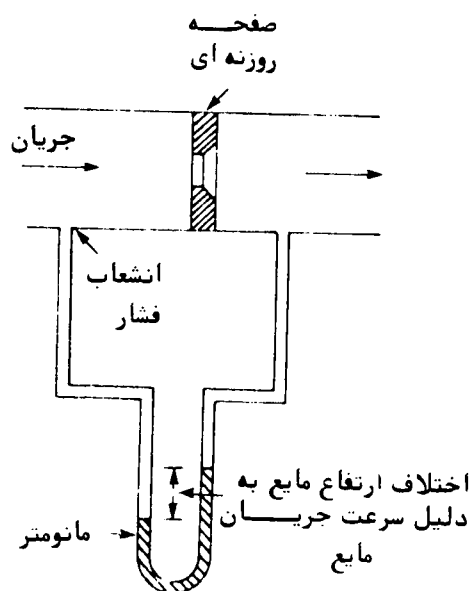 صفحه
روزنه ای
جریان
انشعاب
فشار
اختلاف ارتفاع مایع به
دلیل سرعت جریان
مایع
مانومتر